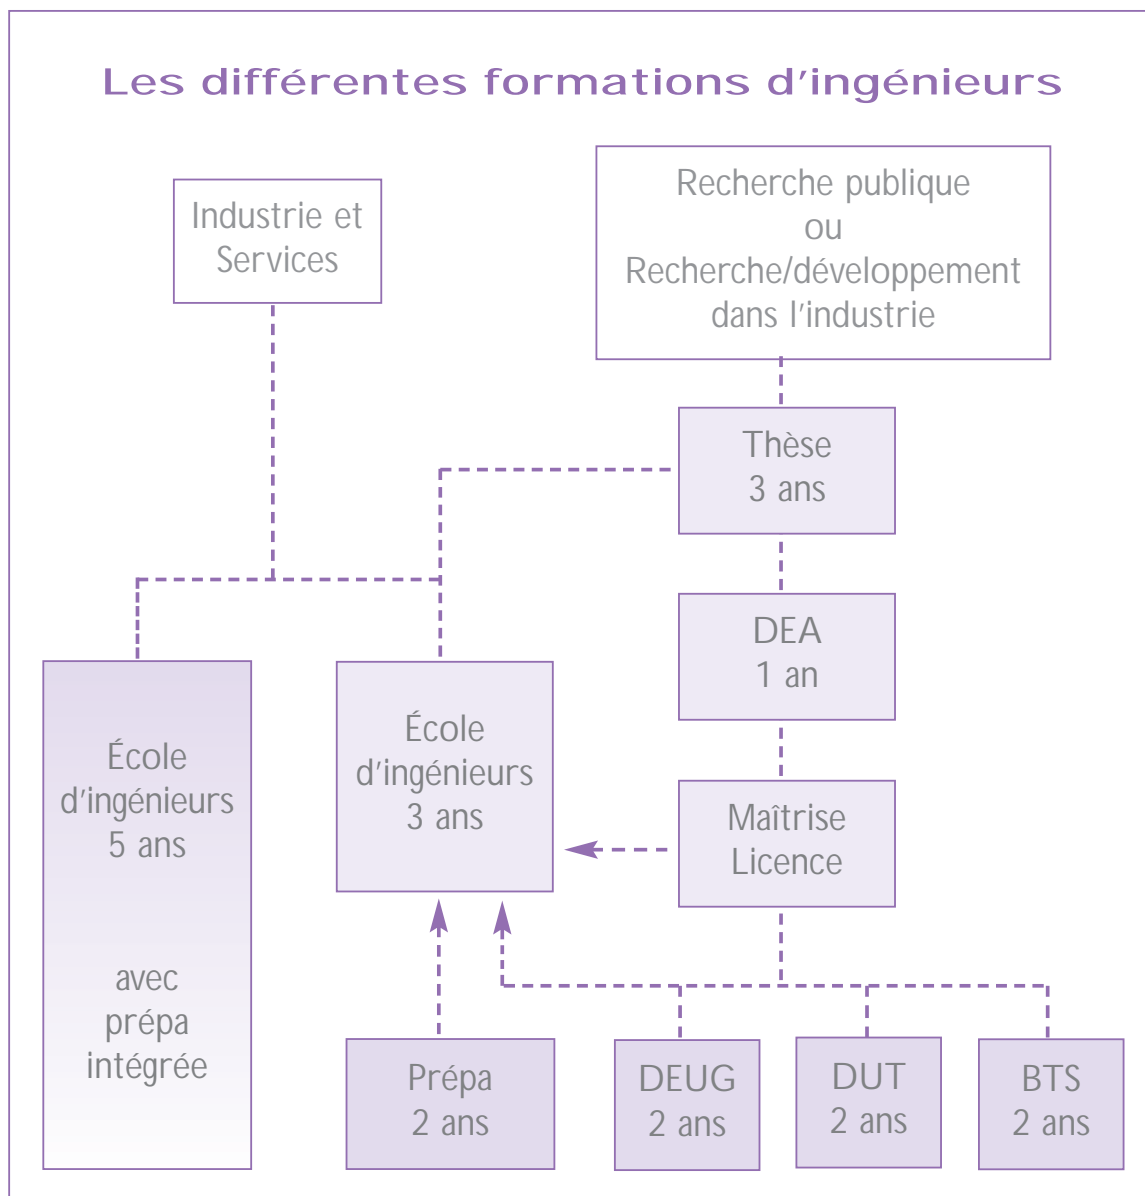 Les différentes formations d'ingénieurs
Industrie et
Services
Recherche publique
ou
Recherche/développement
dans l'industrie
Thèse
3 ans
DEA
1 an
École
d'ingénieurs
5 ans
avec
prépa
intégrée
École
d'ingénieurs
3 ans
Maîtrise
Licence
Prépa
2 ans
DEUG
2 ans
DUT
2 ans
BTS
2 ans